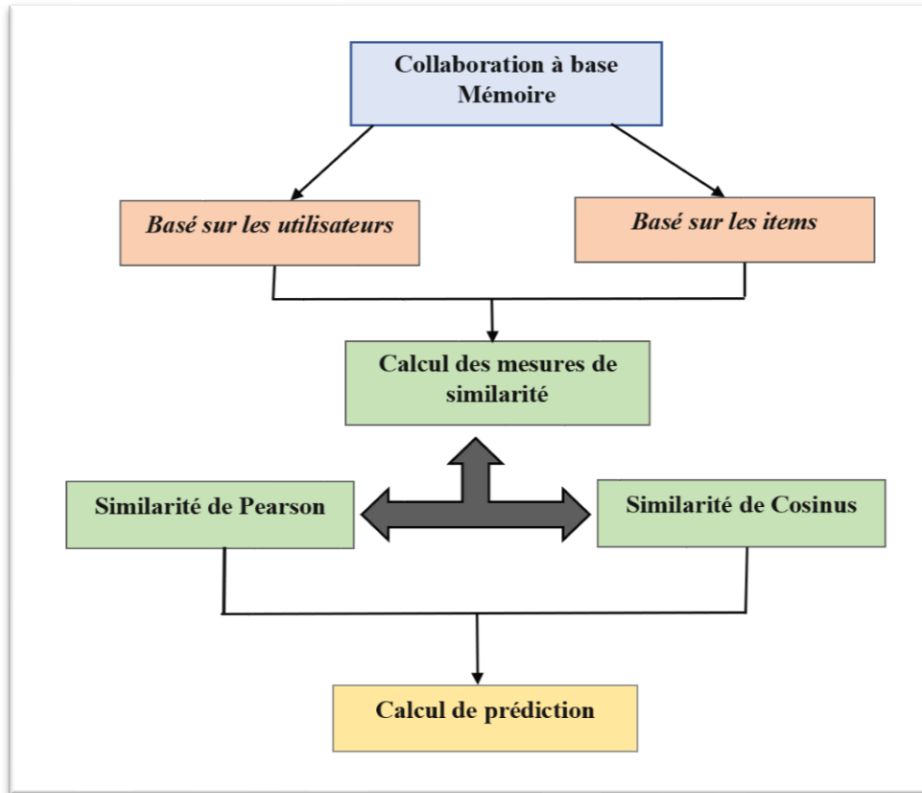 Collaboration à base
Mémoire
Basé sur les utilisateurs
Basé sur les items
Calcul des mesures de
similarité
Similarité de Pearson
Similarité de Cosinus
Calcul de prédiction